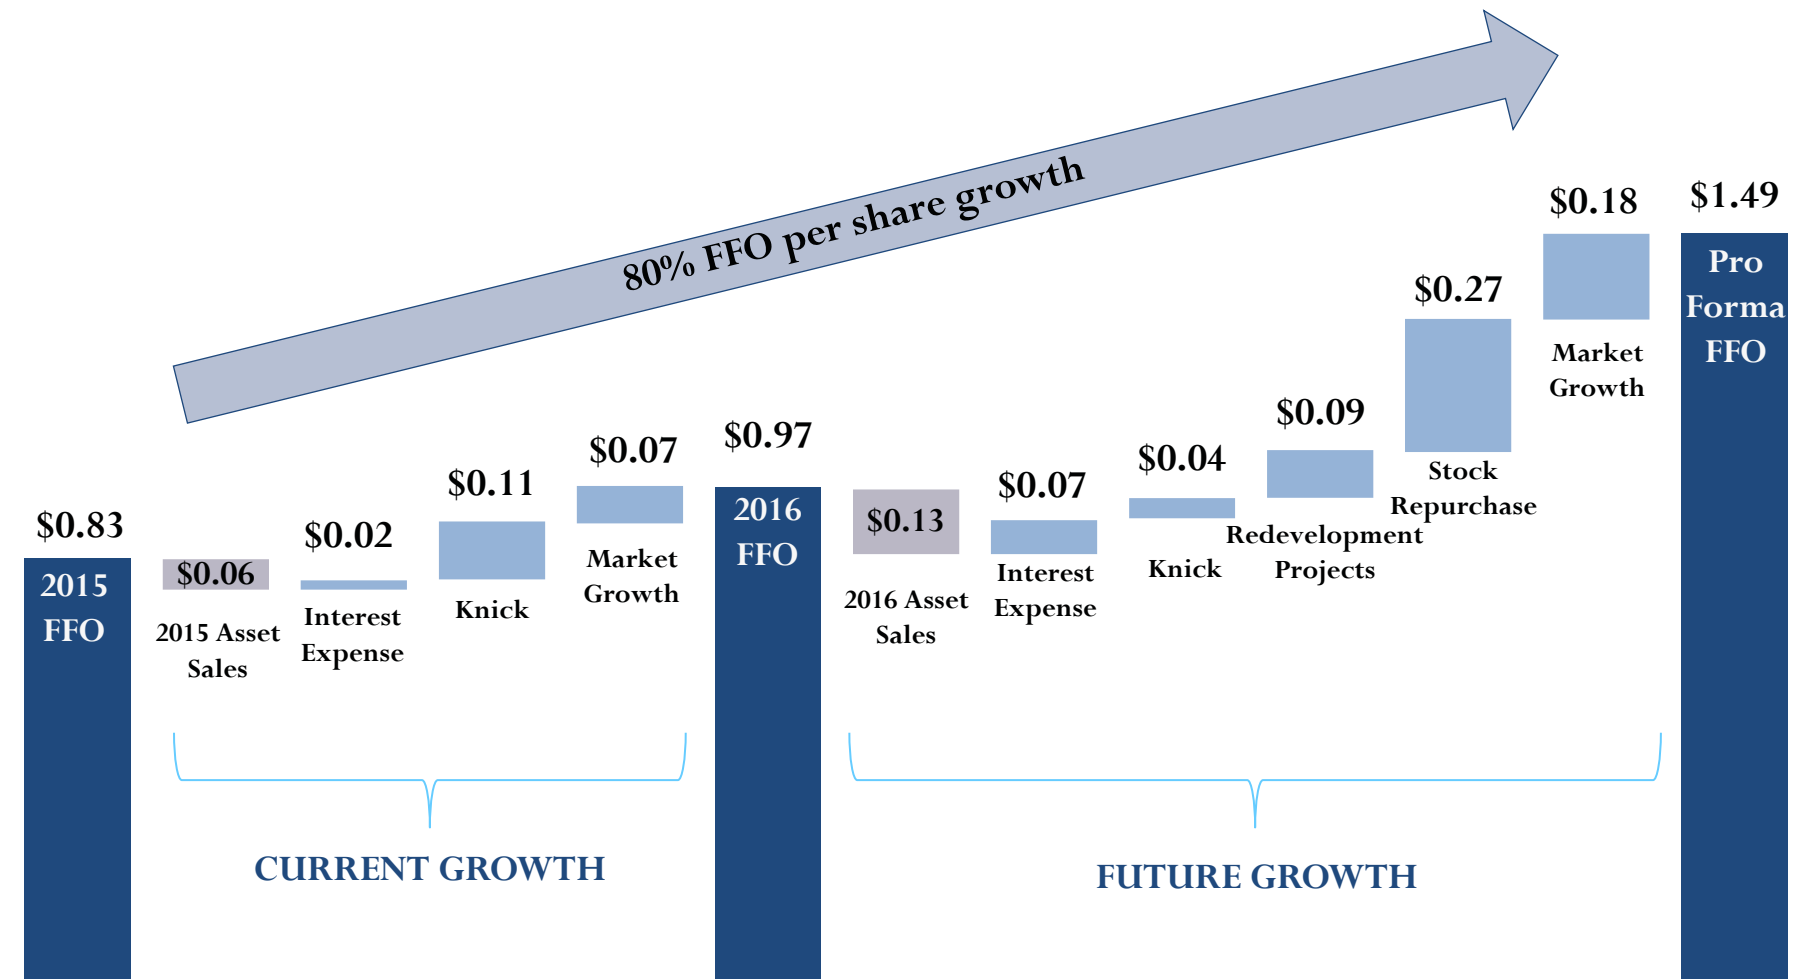 80% FFO per share growth
$0.83
2015
FFO
$0.06
2015 Asset
Sales
$0.02
Interest
Expense
$0.11
Knick
$0.07
Market
Growth
$0.97
2016
FFO
$0.13
2016 Asset
Sales
$0.07
Interest
Expense
$0.04
Knick
$0.09
Redevelopment
Projects
$0.27
Stock
Repurchase
$0.18
Market
Growth
$1.49
Pro
Forma
FFO
CURRENT GROWTH
FUTURE GROWTH